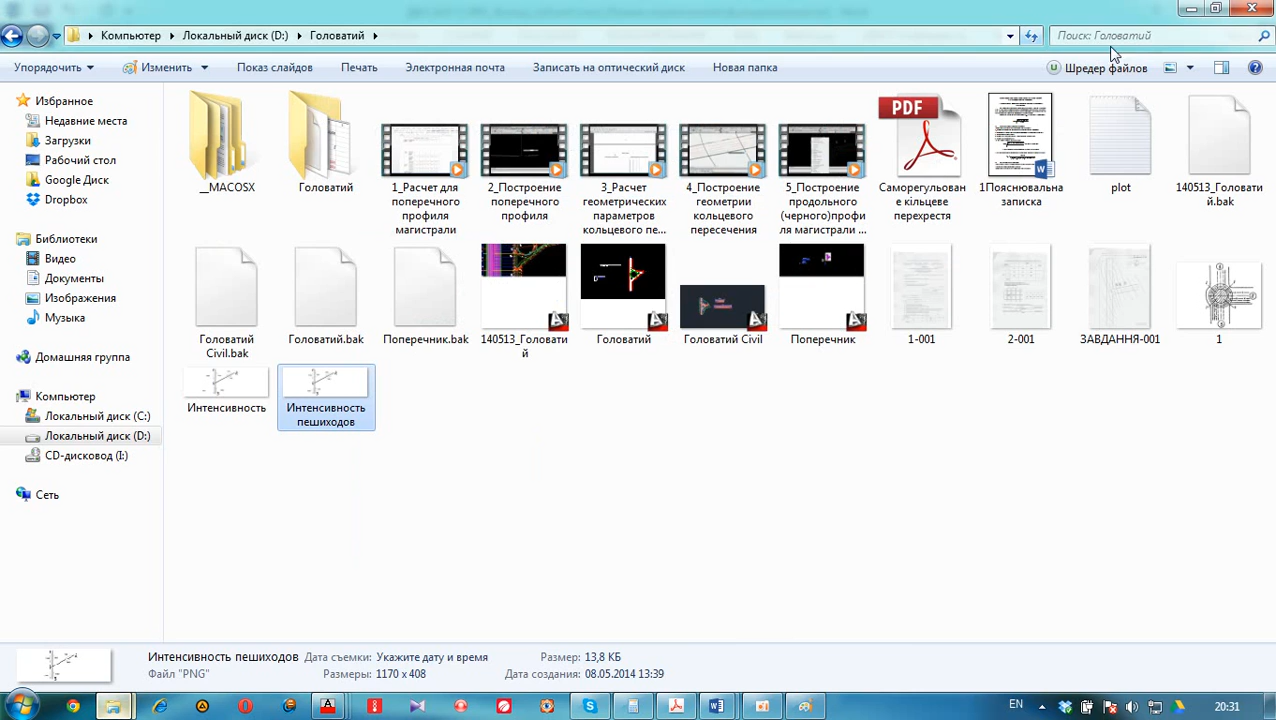 Компьютер ▸ Локальный диск (D:) ▸ Головатий ▸
Поиск: Головатий
Упорядочить ▾ Изменить ▾ Показ слайдов Печать Электронная почта Записать на оптический диск Новая папка
Шредер файлов
Избранное
Недавние места
Загрузки
Рабочий стол
Google Диск
Dropbox
Библиотеки
Видео
Документы
Изображения
Музыка
Домашняя группа
Компьютер
Локальный диск (C:)
Локальный диск (D:)
CD-дисковод (I:)
Сеть
__MACOSX
Головатий
1_Расчет для
поперечного
профиля
магистрали
2_Построение
поперечного
профиля
3_Расчет
геометрических
параметров
кольцевого пе...
4_Построение
геометрии
кольцевого
пересечения
5_Построение
продольного
(черного)профи
ля магистрали ...
PDF
Саморегульован
е кільцеве
перехрестя
1Пояснювальна
записка
plot
140513_Головати
й.bak
Головатий
Civil.bak
Головатий.bak
Поперечник.bak
140513_Головати
й
Головатий
Головатий Civil
Поперечник
1-001
2-001
ЗАВДАННЯ-001
1
Интенсивность
Интенсивность
пешиходов
Интенсивность пешиходов Дата съемки: Укажите дату и время Размер: 13,8 КБ
Файл "PNG" Размеры: 1170 x 408 Дата создания: 08.05.2014 13:39
EN
20:31